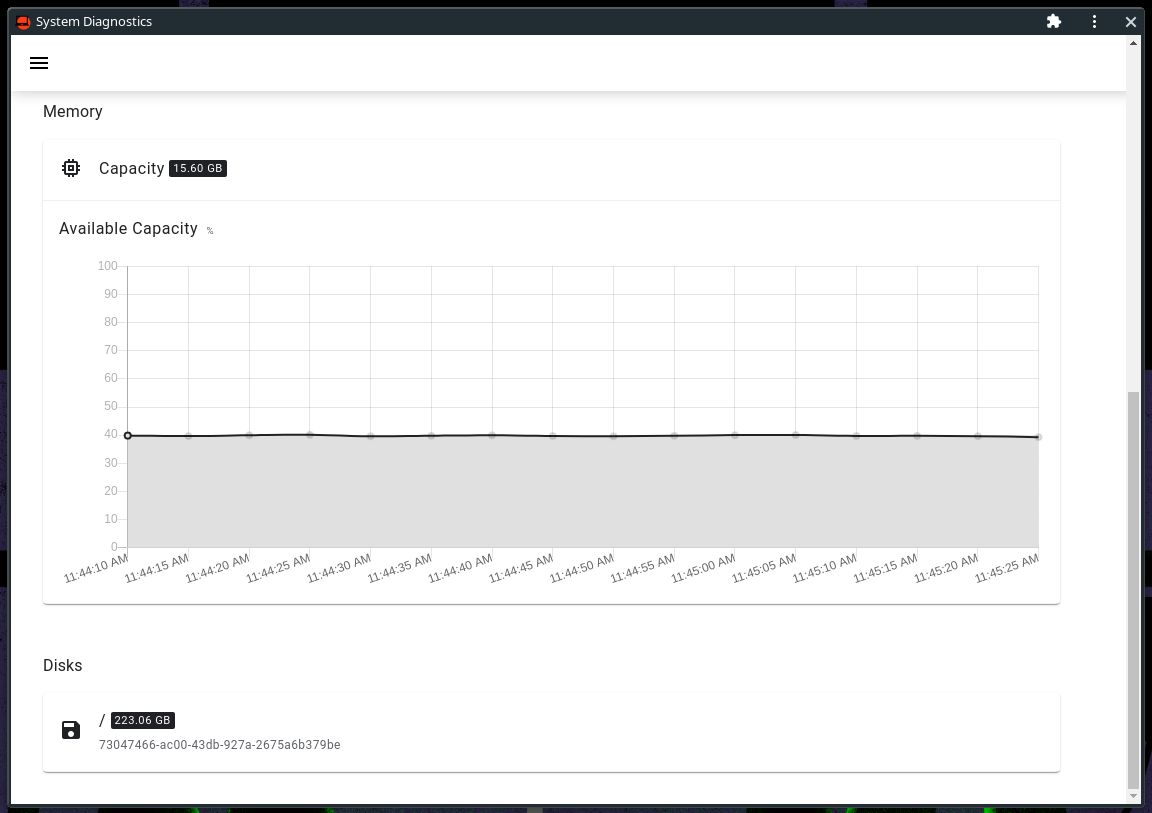 System Diagnostics
Memory
Capacity 15.60 GB
Available Capacity %
100
90
80
70
60
50
40
30
20
10
0
11:44:10 AM 11:44:15 AM 11:44:20 AM 11:44:25 AM 11:44:30 AM 11:44:35 AM 11:44:40 AM 11:44:45 AM 11:44:50 AM 11:44:55 AM 11:45:00 AM 11:45:05 AM 11:45:10 AM 11:45:15 AM 11:45:20 AM 11:45:25 AM
Disks
/ 223.06 GB
73047466-ac00-43db-927a-2675a6b379be